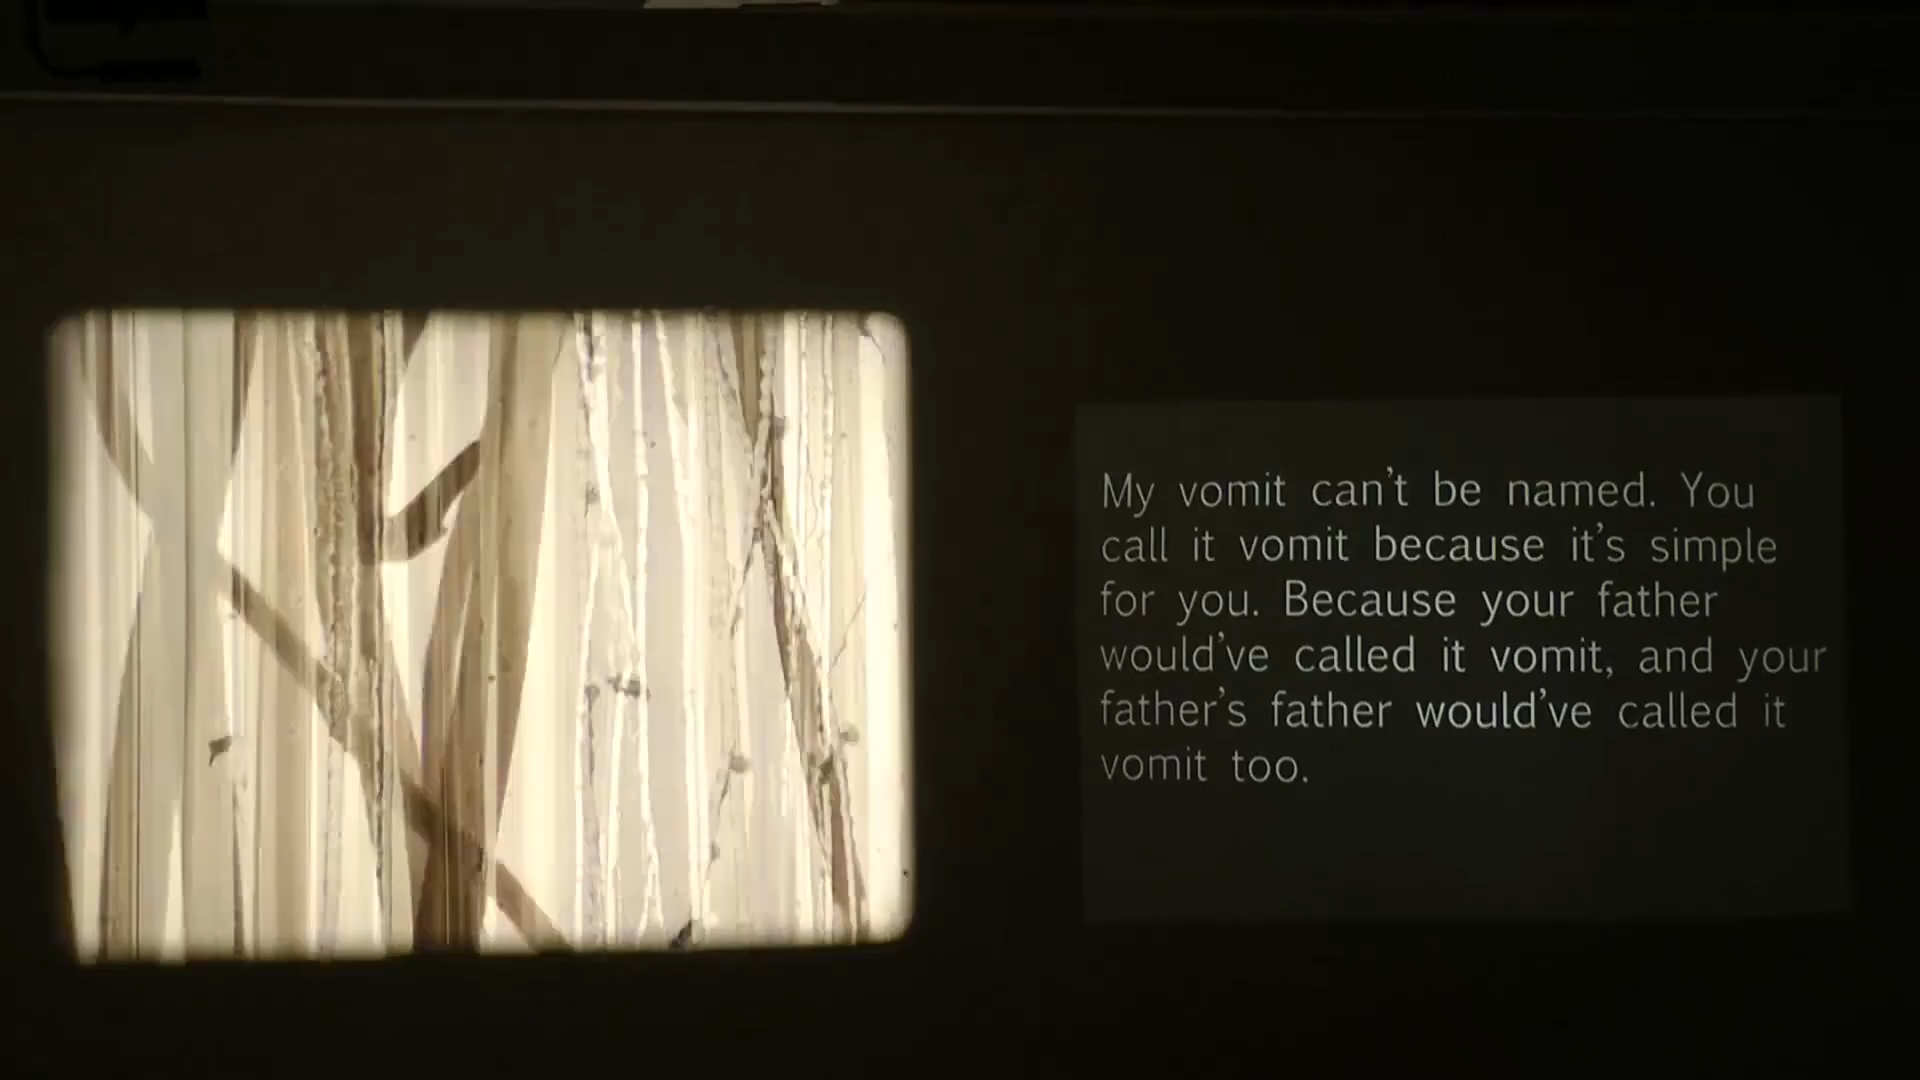 My vomit can't be named. You
call it vomit because it's simple
for you. Because your father
would've called it vomit, and your
father's father would've called it
vomit too.